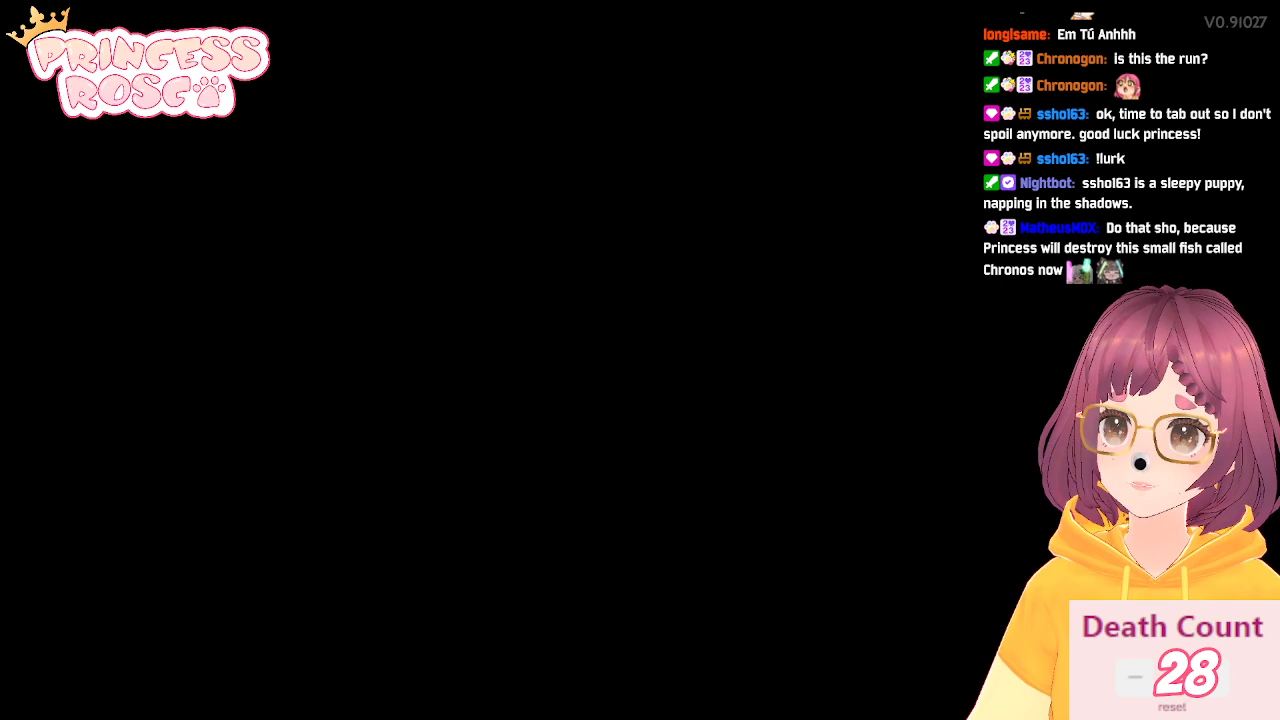 PRINCESS
ROSE
V0.91027
longlsame: Em Tú Anhhh
Chronogon: is this the run?
Chronogon:
ssho163: ok, time to tab out so I don't
spoil anymore. good luck princess!
ssho163: !lurk
Nightbot: ssho163 is a sleepy puppy,
napping in the shadows.
MatheusMDX: Do that sho, because
Princess will destroy this small fish called
Chronos now
Death Count
28
reset